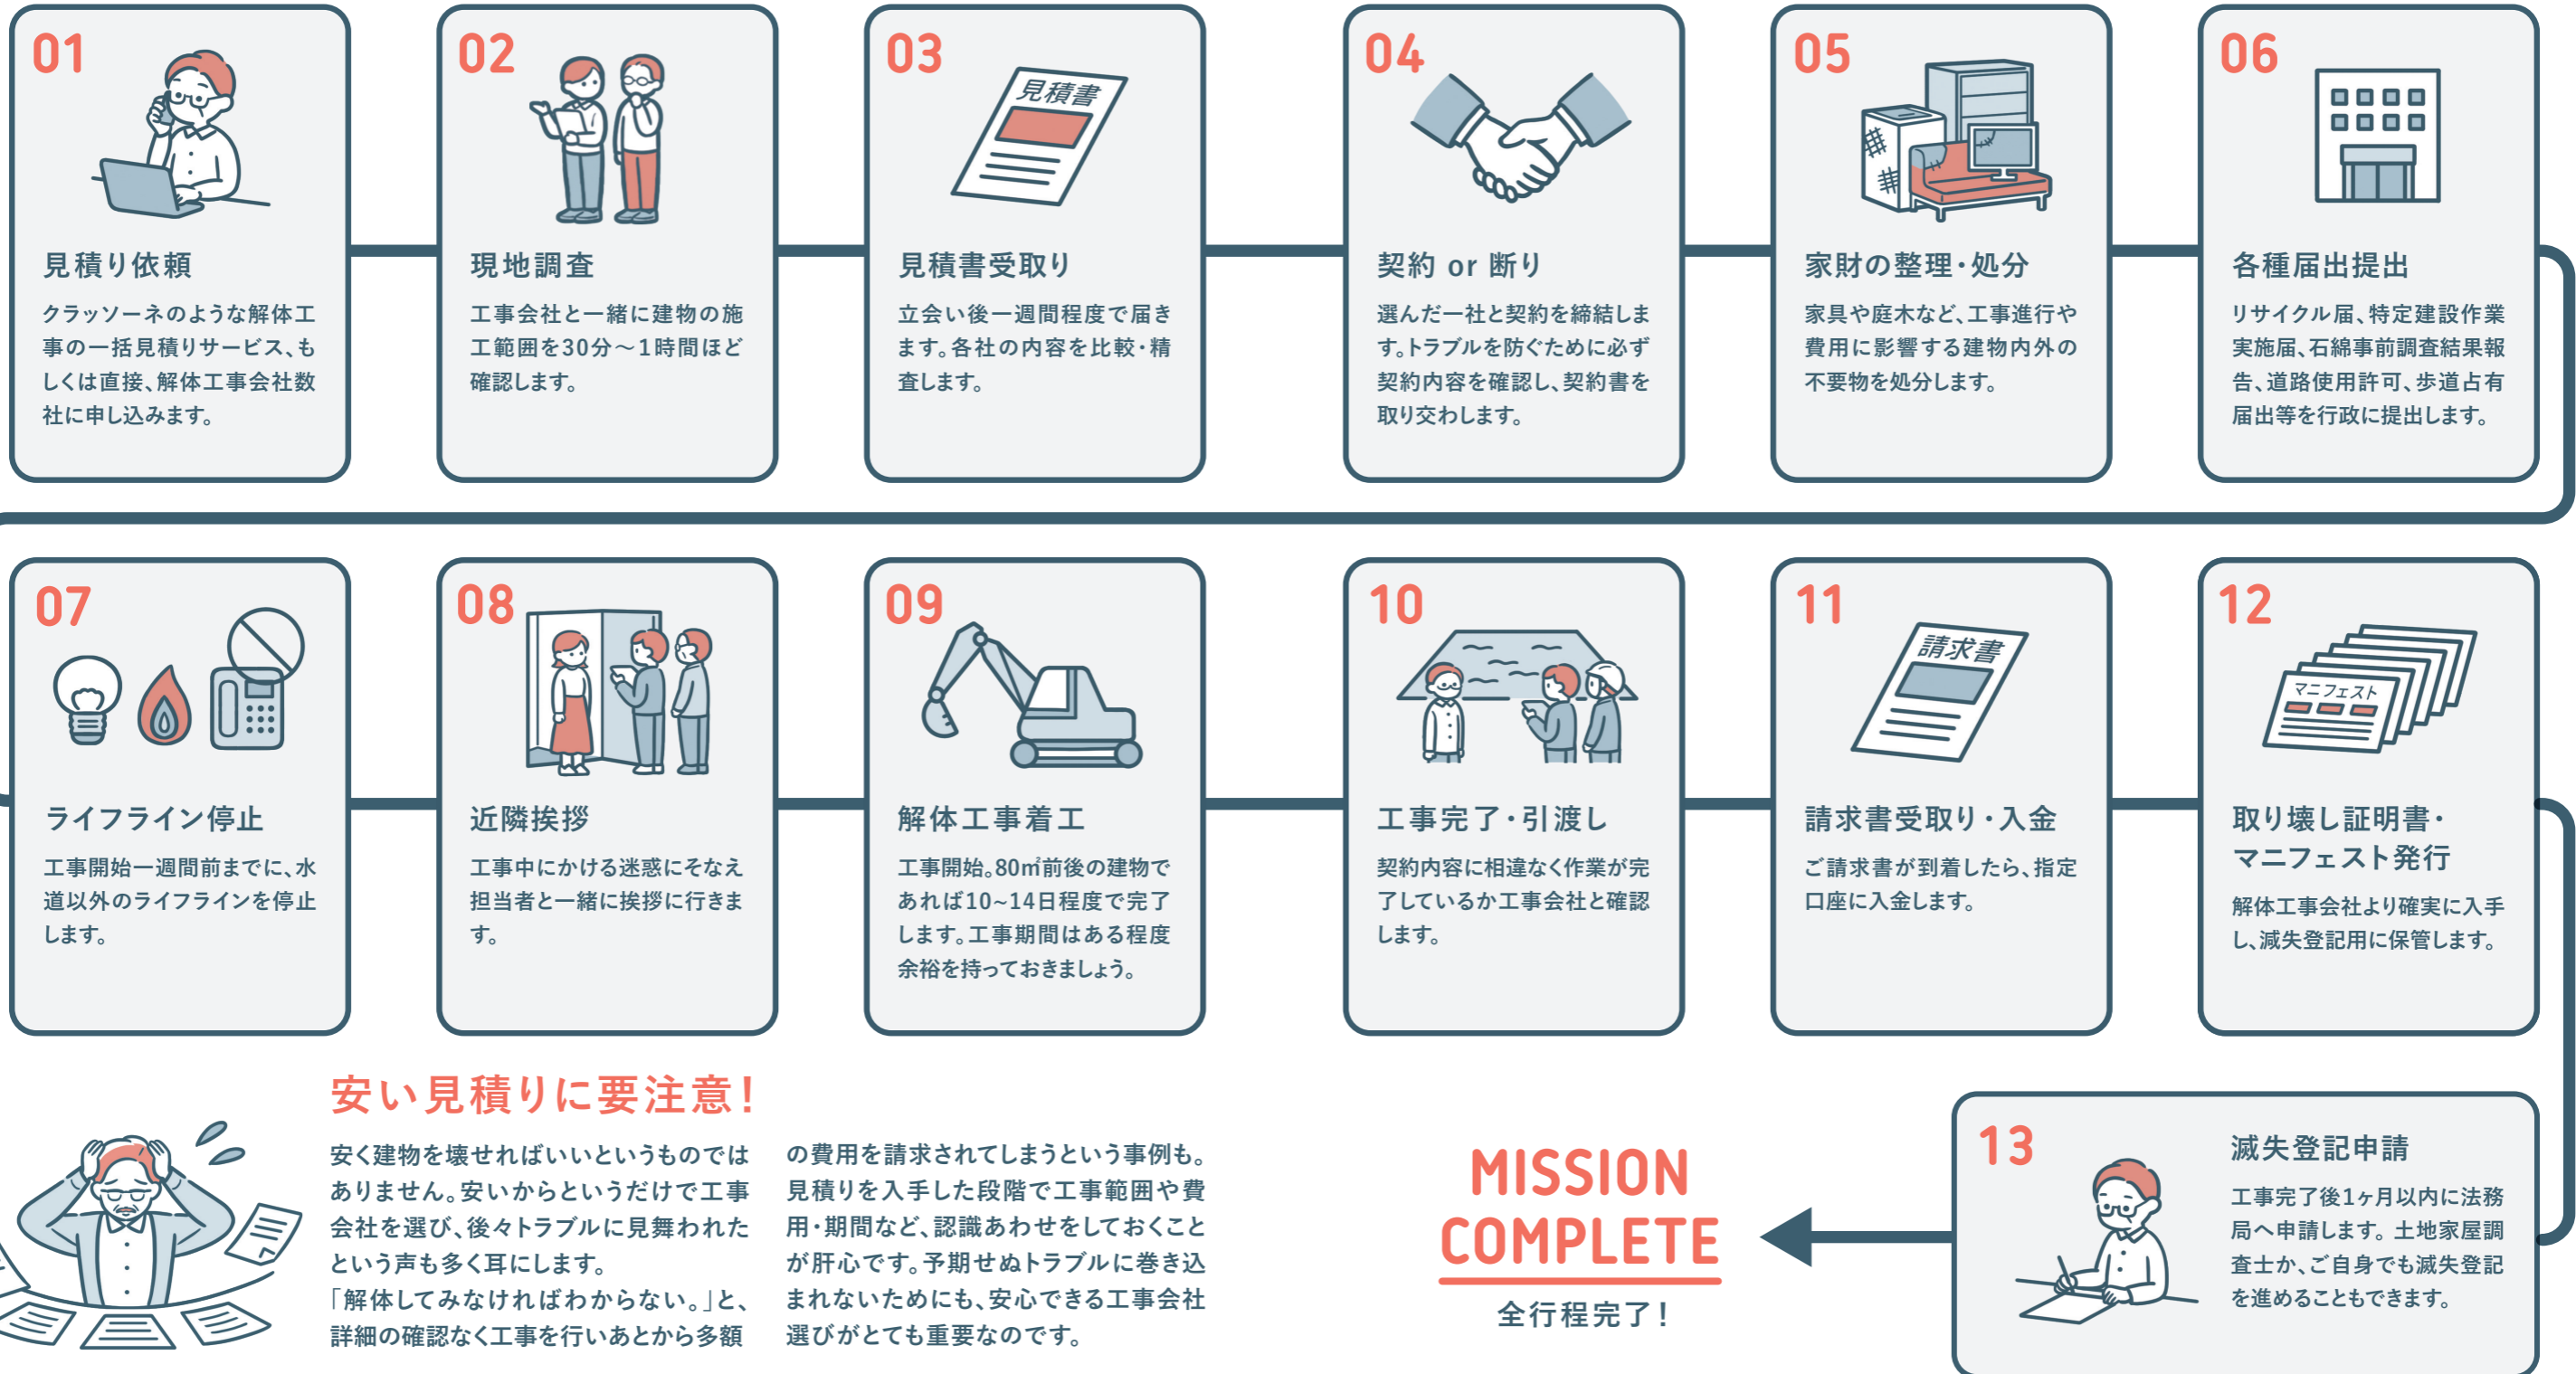 01
見積り依頼
クラッソーネのような解体工
事の一括見積りサービス、も
しくは直接、解体工事会社数
社に申し込みます。
02
現地調査
工事会社と一緒に建物の施
工範囲を30分〜1時間ほど
確認します。
03
見積書
見積書受取り
立会い後一週間程度で届き
ます。各社の内容を比較・精
査します。
04
契約 or 断り
選んだ一社と契約を締結しま
す。トラブルを防ぐために必ず
契約内容を確認し、契約書を
取り交わします。
05
家財の整理・処分
家具や庭木など、工事進行や
費用に影響する建物内外の
不要物を処分します。
06
各種届出提出
リサイクル届、特定建設作業
実施届、石綿事前調査結果報
告、道路使用許可、歩道占有
届出等を行政に提出します。
07
ライフライン停止
工事開始一週間前までに、水
道以外のライフラインを停止
します。
08
近隣挨拶
工事中にかける迷惑にそなえ
担当者と一緒に挨拶に行きま
す。
09
解体工事着工
工事開始。80㎡前後の建物で
あれば10~14日程度で完了
します。工事期間はある程度
余裕を持っておきましょう。
10
工事完了・引渡し
契約内容に相違なく作業が完
了しているか工事会社と確認
します。
11
請求書
請求書受取り・入金
ご請求書が到着したら、指定
口座に入金します。
12
マニフェスト
取り壊し証明書・
マニフェスト発行
解体工事会社より確実に入手
し、滅失登記用に保管します。
13
滅失登記申請
工事完了後1ヶ月以内に法務
局へ申請します。土地家屋調
査士か、ご自身でも滅失登記
を進めることもできます。
MISSION
COMPLETE
全行程完了！
安い見積りに要注意！
安く建物を壊せればいいというものでは
ありません。安いからというだけで工事
会社を選び、後々トラブルに見舞われた
という声も多く耳にします。
「解体してみなければわからない。」と、
詳細の確認なく工事を行いあとから多額
の費用を請求されてしまうという事例も。
見積りを入手した段階で工事範囲や費
用・期間など、認識あわせをしておくこと
が肝心です。予期せぬトラブルに巻き込
まれないためにも、安心できる工事会社
選びがとても重要なのです。